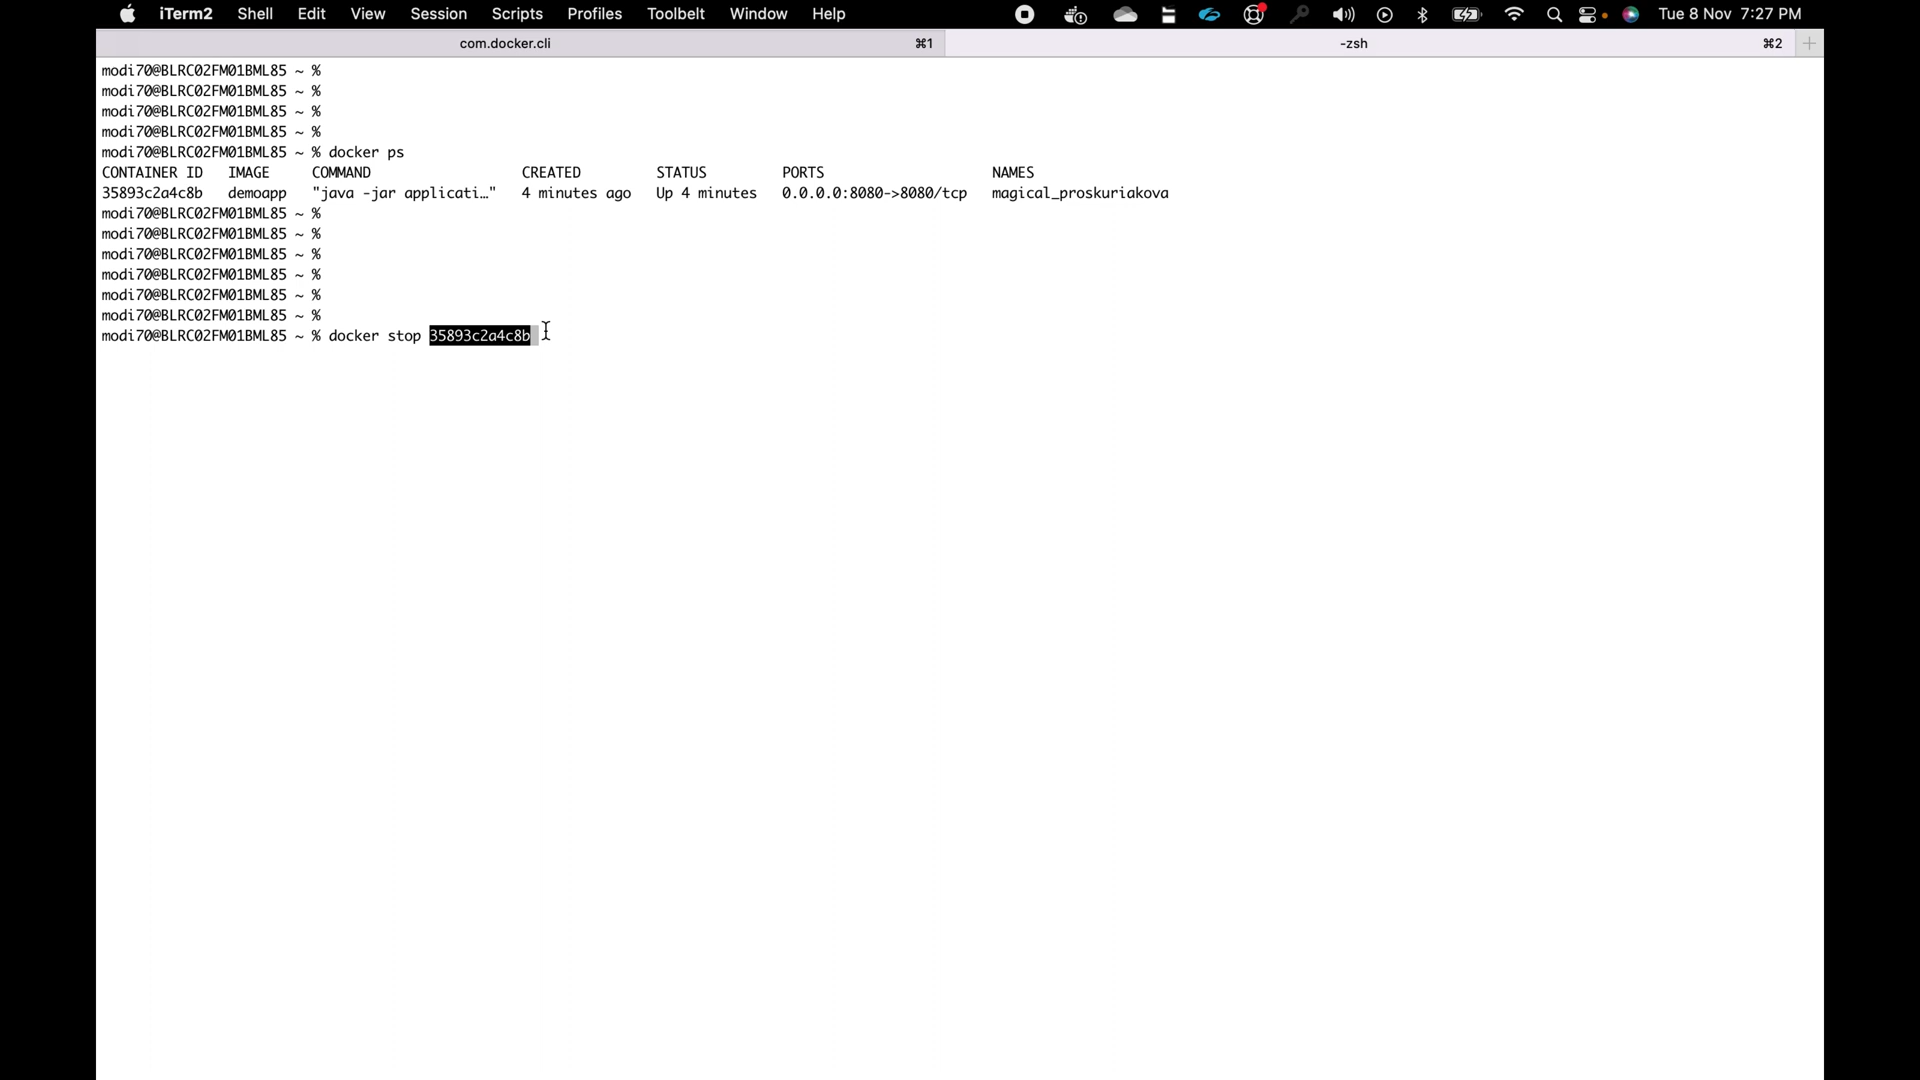 iTerm2 Shell Edit View Session Scripts Profiles Toolbelt Window Help Tue 8 Nov 7:27 PM
com.docker.cli ⌘1 -zsh ⌘2
modi70@BLRC02FM01BML85 ~ %
modi70@BLRC02FM01BML85 ~ %
modi70@BLRC02FM01BML85 ~ %
modi70@BLRC02FM01BML85 ~ %
modi70@BLRC02FM01BML85 ~ % docker ps
CONTAINER ID IMAGE COMMAND CREATED STATUS PORTS NAMES
35893c2a4c8b demoapp "java -jar applicati…" 4 minutes ago Up 4 minutes 0.0.0.0:8080->8080/tcp magical_proskuriakova
modi70@BLRC02FM01BML85 ~ %
modi70@BLRC02FM01BML85 ~ %
modi70@BLRC02FM01BML85 ~ %
modi70@BLRC02FM01BML85 ~ %
modi70@BLRC02FM01BML85 ~ %
modi70@BLRC02FM01BML85 ~ %
modi70@BLRC02FM01BML85 ~ % docker stop 35893c2a4c8b